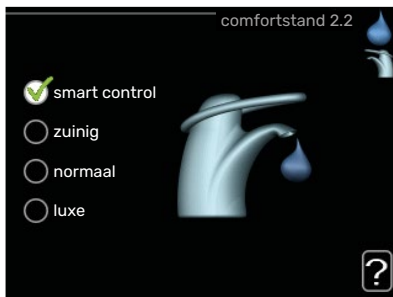 comfortstand 2.2
smart control
zuinig
normaal
luxe
?